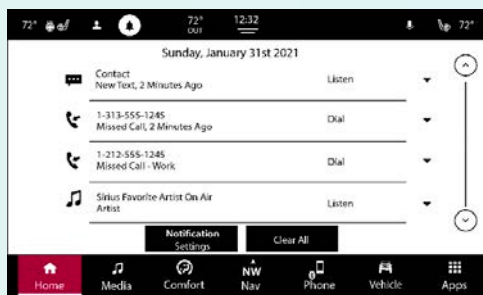 72° 72° OUT 12:32 72°
Sunday, January 31st 2021
Contact
New Text, 2 Minutes Ago
Listen
1-313-555-1245
Missed Call, 2 Minutes Ago
Dial
1-212-555-1245
Missed Call - Work
Dial
Sirius Favorite Artist On Air
Artist
Listen
Notification
Settings
Clear All
NW
Home Media Comfort Nav Phone Vehicle Apps